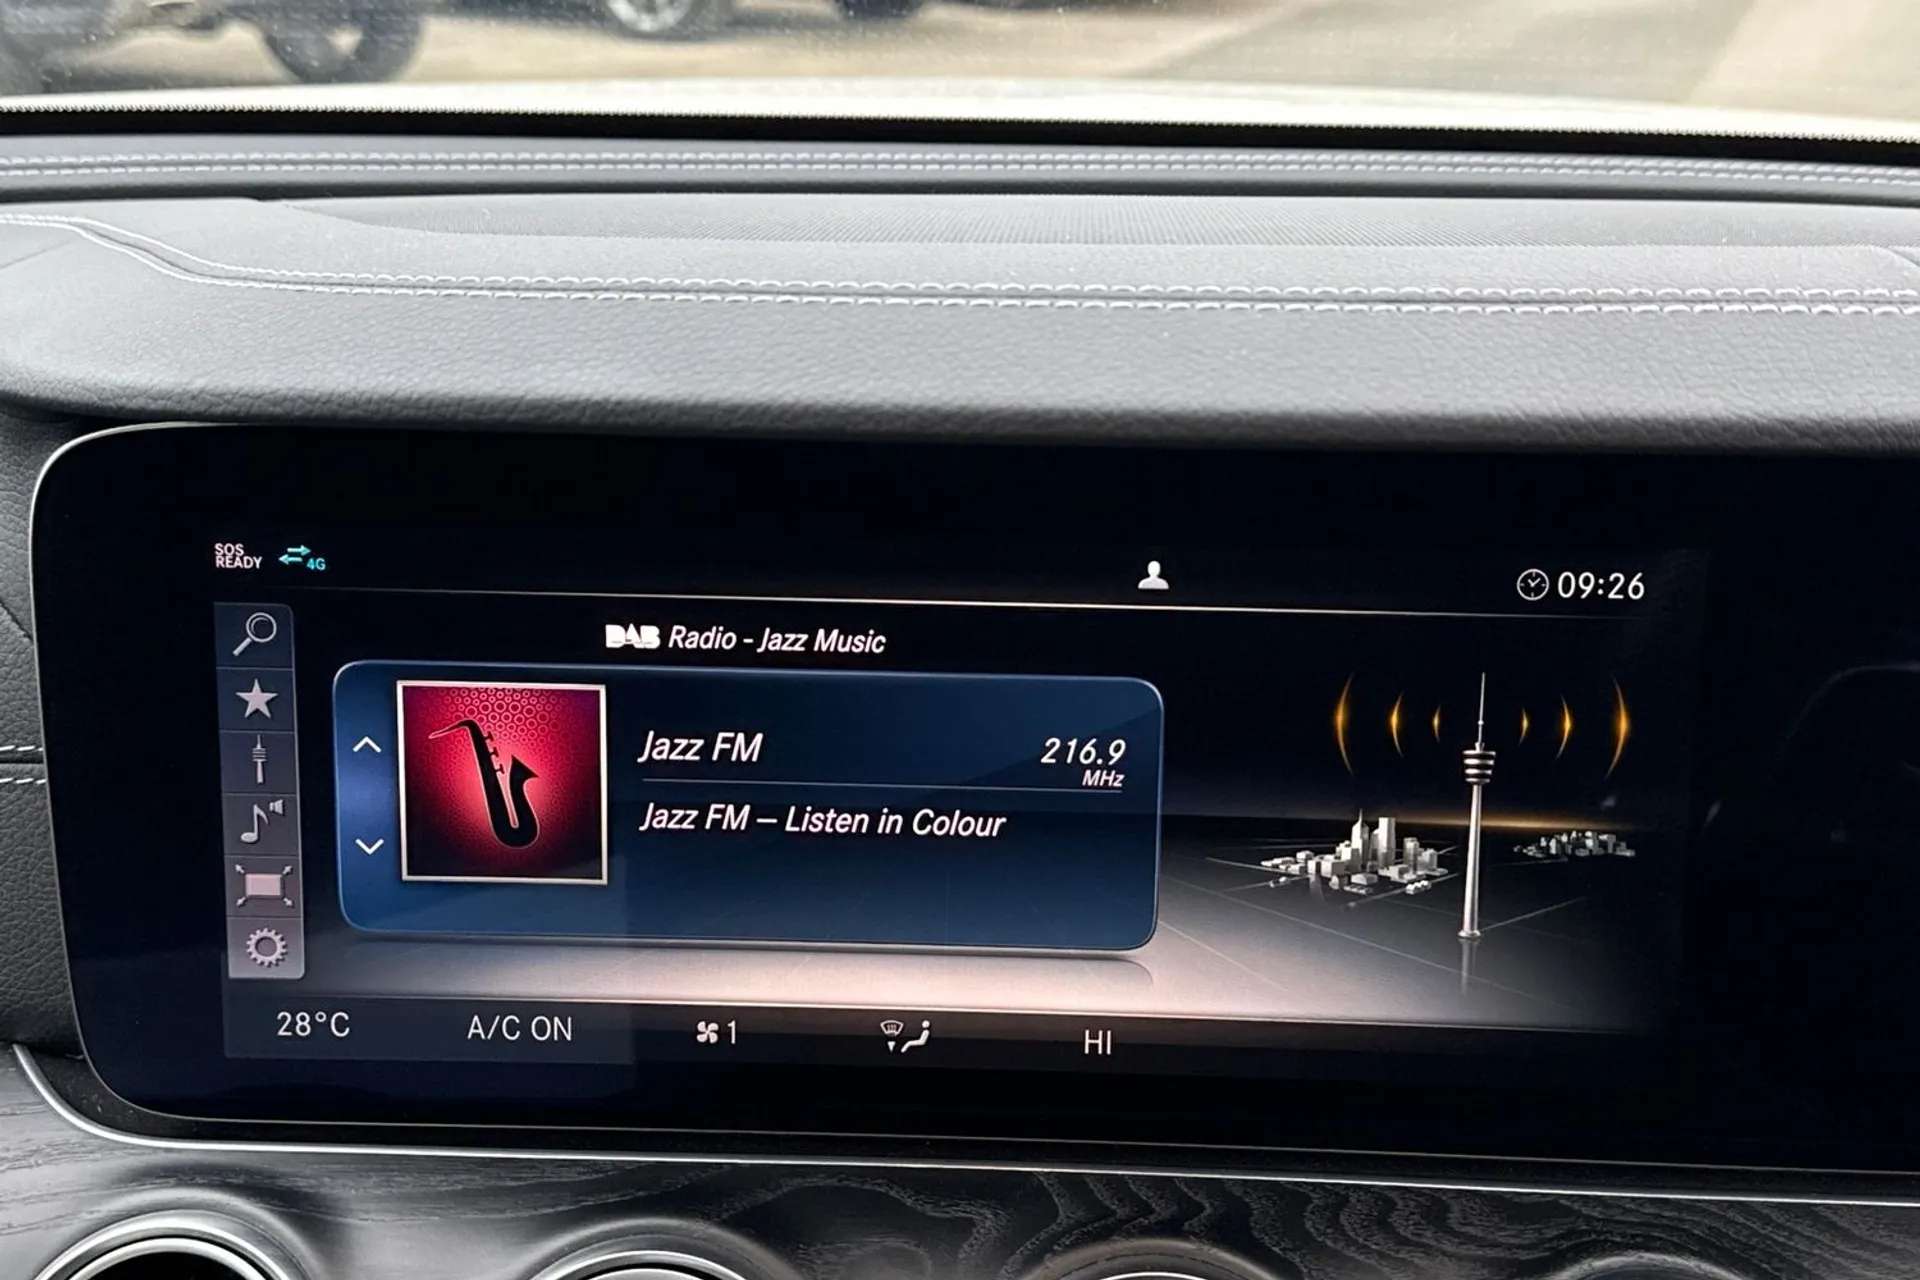 SOS
READY
4G
09:26
DAB Radio - Jazz Music
Jazz FM
216.9
MHz
Jazz FM – Listen in Colour
28°C
A/C ON
1
HI